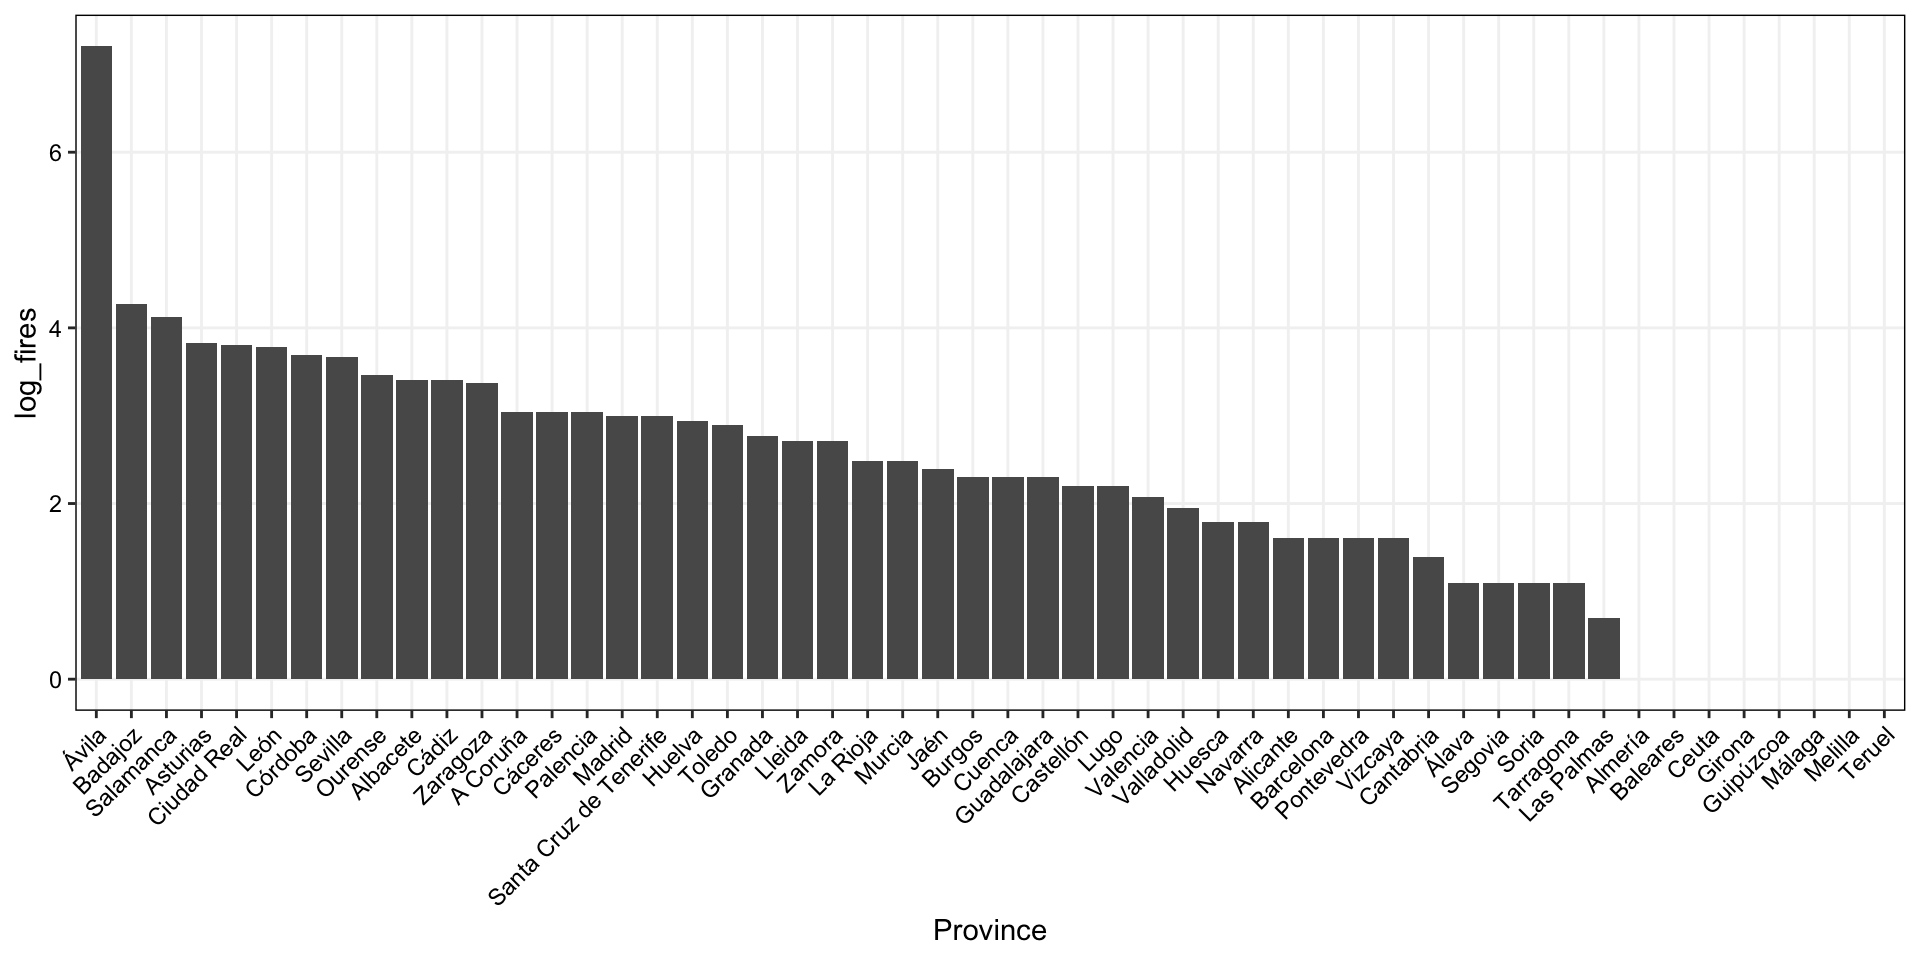 log_fires
6
4
2
0
Ávila
Badajoz
Salamanca
Asturias
Ciudad Real
León
Córdoba
Sevilla
Ourense
Albacete
Cádiz
Zaragoza
A Coruña
Cáceres
Palencia
Madrid
Santa Cruz de Tenerife
Huelva
Toledo
Granada
Lleida
Zamora
La Rioja
Murcia
Jaén
Burgos
Cuenca
Guadalajara
Castellón
Lugo
Valencia
Valladolid
Huesca
Navarra
Alicante
Barcelona
Pontevedra
Vizcaya
Cantabria
Álava
Segovia
Soria
Tarragona
Las Palmas
Almería
Baleares
Ceuta
Girona
Guipúzcoa
Málaga
Melilla
Teruel
Province